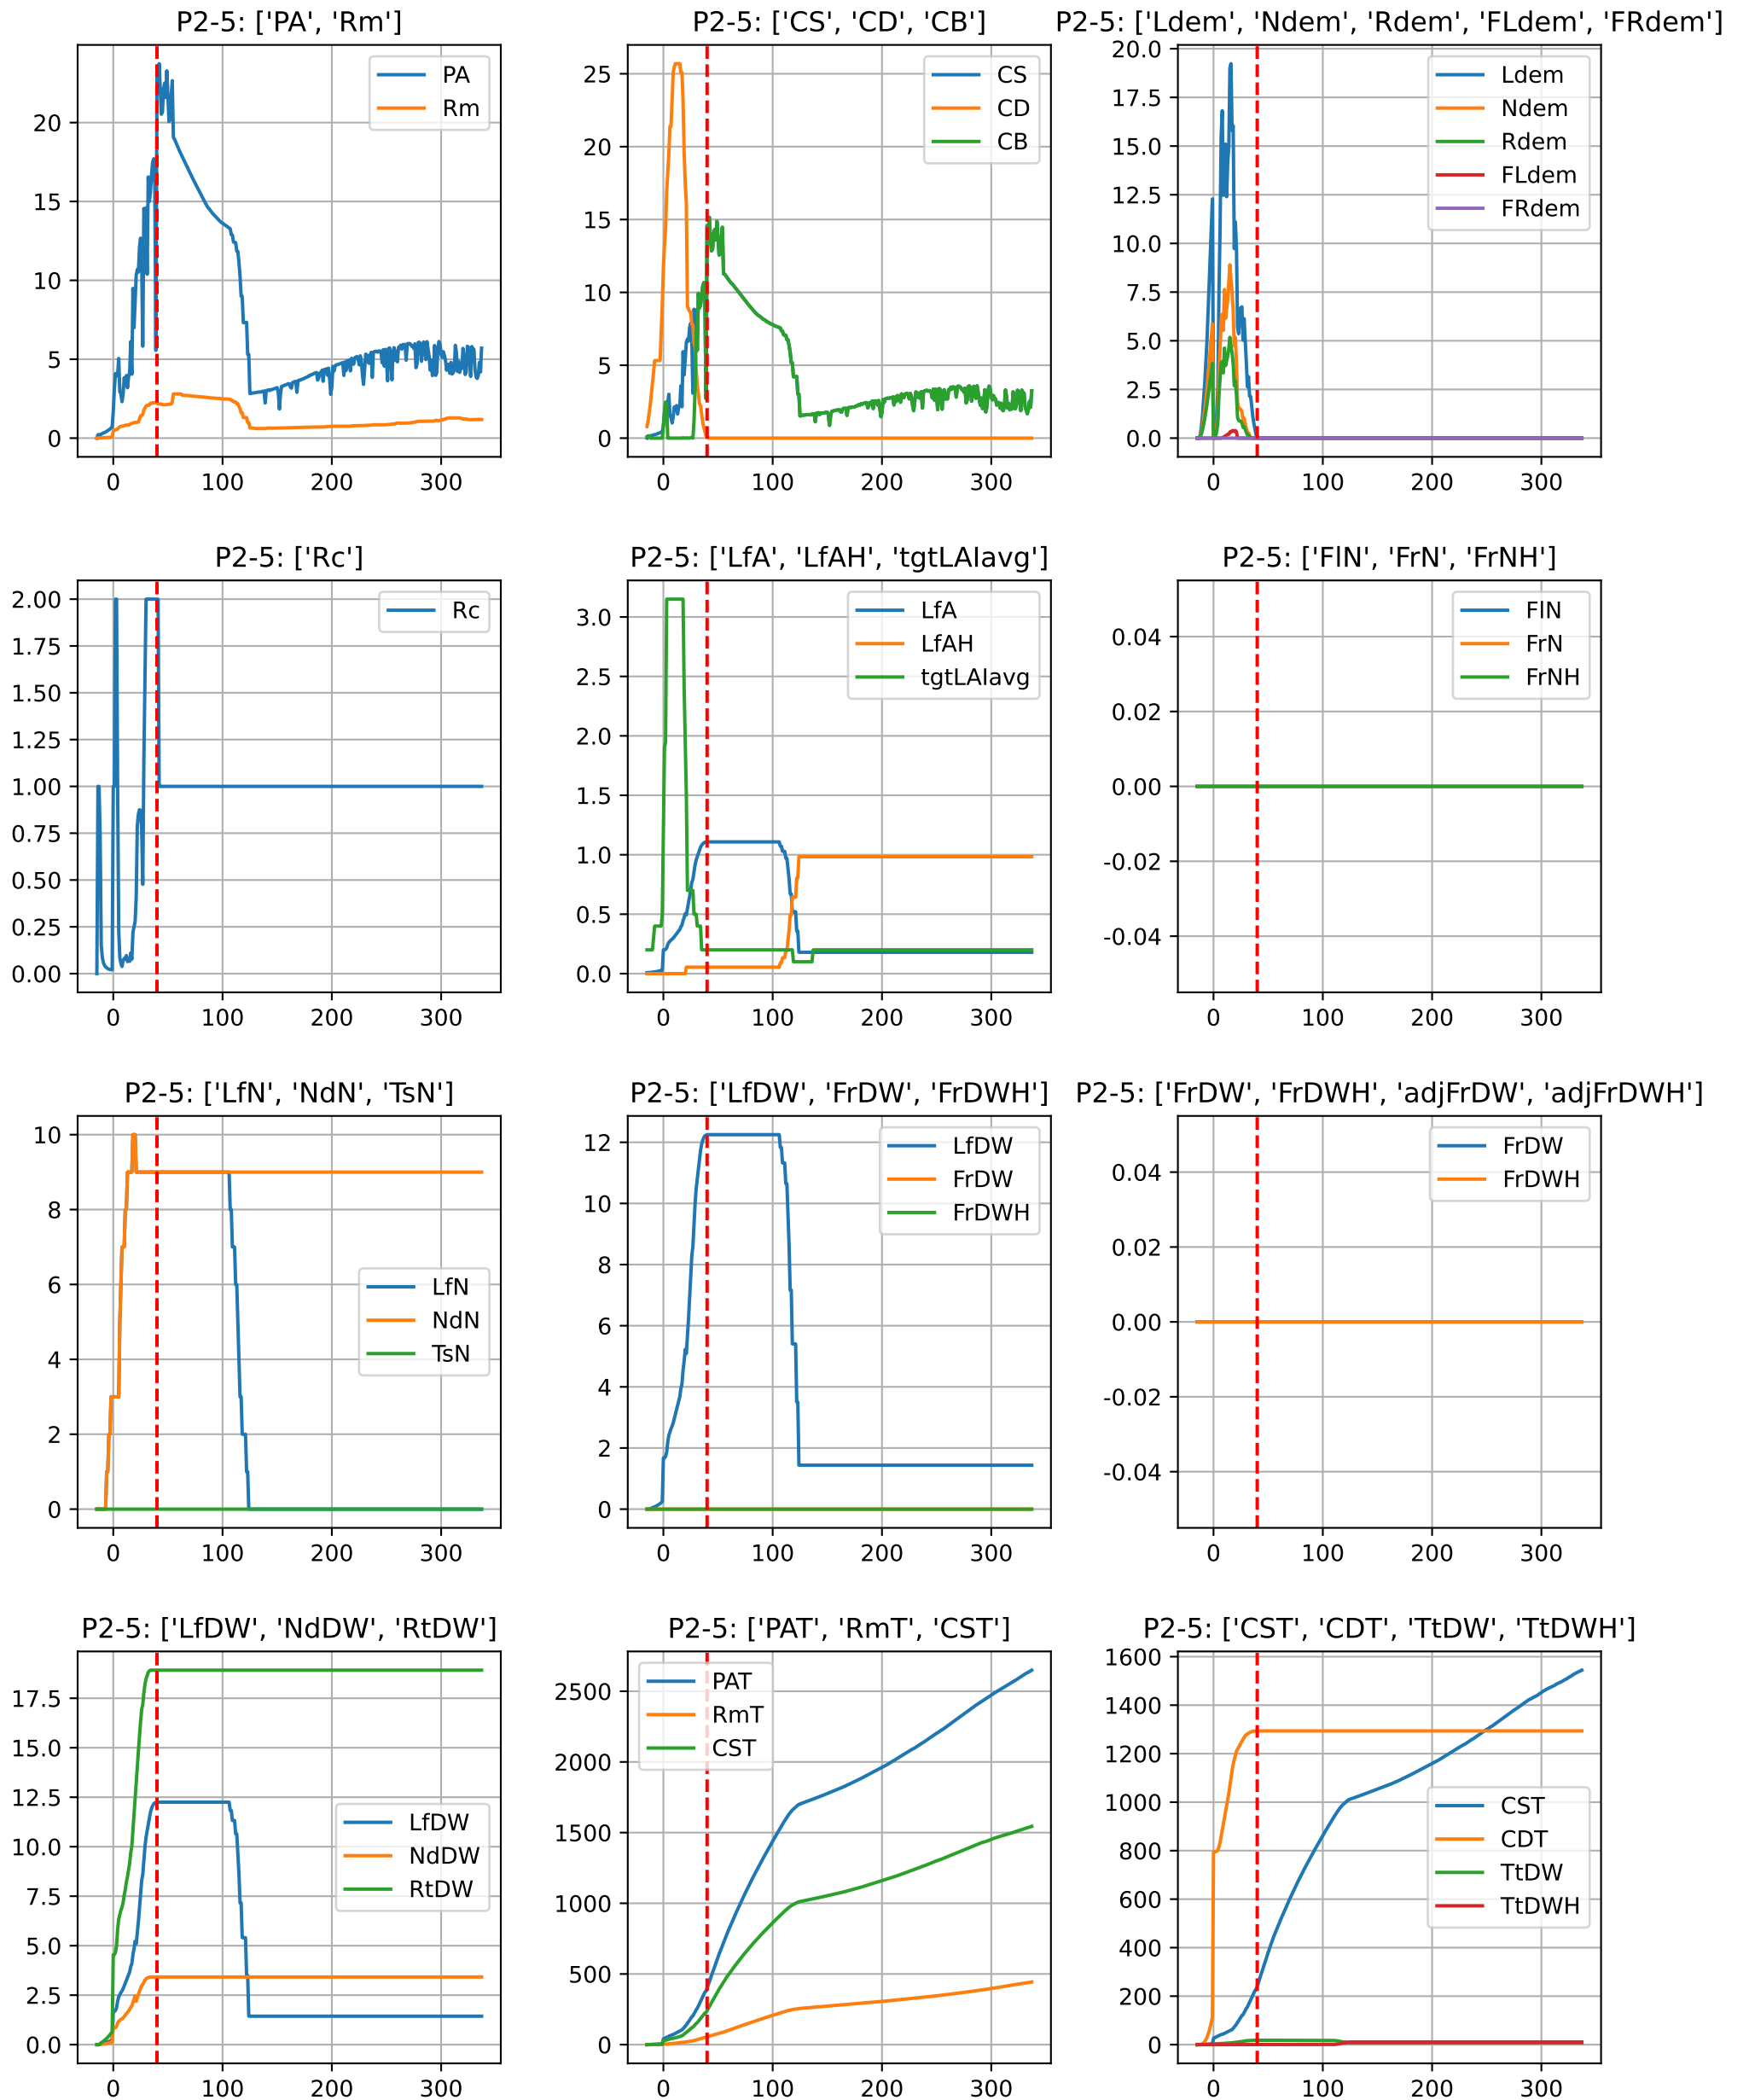 P2-5: ['PA', 'Rm']
PA
Rm
20
15
10
5
0
0 100 200 300
P2-5: ['CS', 'CD', 'CB']
CS
CD
CB
25
20
15
10
5
0
0 100 200 300
P2-5: ['Ldem', 'Ndem', 'Rdem', 'FLdem', 'FRdem']
Ldem
Ndem
Rdem
FLdem
FRdem
20.0
17.5
15.0
12.5
10.0
7.5
5.0
2.5
0.0
0 100 200 300
P2-5: ['Rc']
Rc
2.00
1.75
1.50
1.25
1.00
0.75
0.50
0.25
0.00
0 100 200 300
P2-5: ['LfA', 'LfAH', 'tgtLAIavg']
LfA
LfAH
tgtLAIavg
3.0
2.5
2.0
1.5
1.0
0.5
0.0
0 100 200 300
P2-5: ['FlN', 'FrN', 'FrNH']
FlN
FrN
FrNH
0.04
0.02
0.00
-0.02
-0.04
0 100 200 300
P2-5: ['LfN', 'NdN', 'TsN']
LfN
NdN
TsN
10
8
6
4
2
0
0 100 200 300
P2-5: ['LfDW', 'FrDW', 'FrDWH']
LfDW
FrDW
FrDWH
12
10
8
6
4
2
0
0 100 200 300
P2-5: ['FrDW', 'FrDWH', 'adjFrDW', 'adjFrDWH']
FrDW
FrDWH
0.04
0.02
0.00
-0.02
-0.04
0 100 200 300
P2-5: ['LfDW', 'NdDW', 'RtDW']
LfDW
NdDW
RtDW
17.5
15.0
12.5
10.0
7.5
5.0
2.5
0.0
0 100 200 300
P2-5: ['PAT', 'RmT', 'CST']
PAT
RmT
CST
2500
2000
1500
1000
500
0
0 100 200 300
P2-5: ['CST', 'CDT', 'TtDW', 'TtDWH']
CST
CDT
TtDW
TtDWH
1600
1400
1200
1000
800
600
400
200
0
0 100 200 300